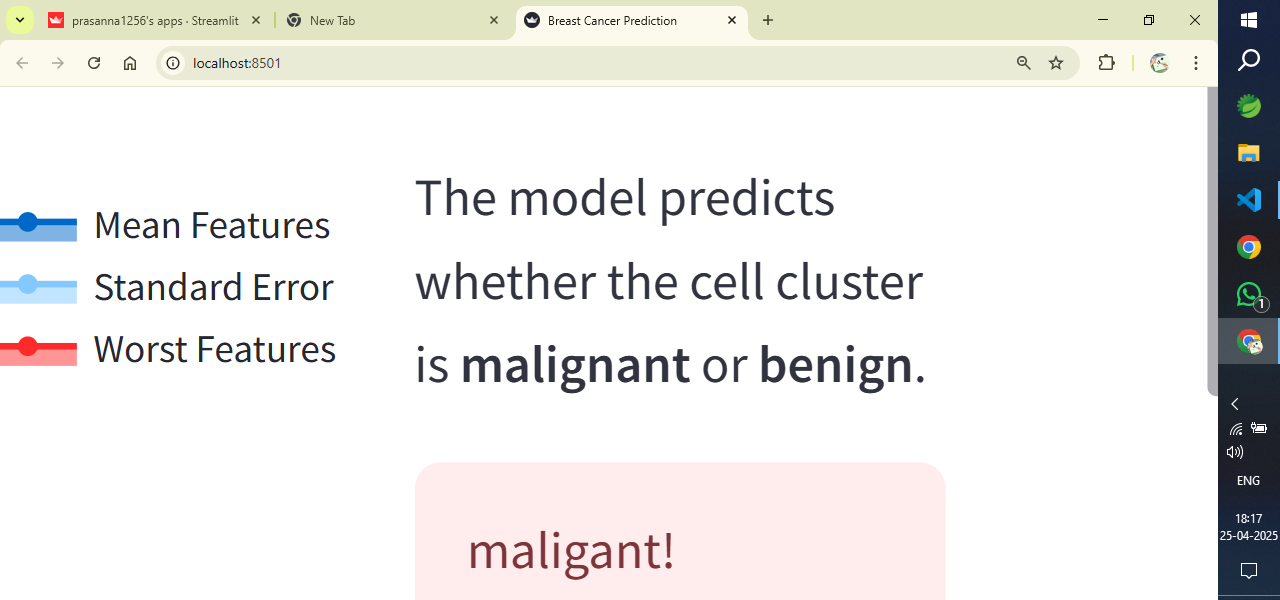 prasanna1256's apps · Streamlit
New Tab
Breast Cancer Prediction
localhost:8501
Mean Features
Standard Error
Worst Features
The model predicts
whether the cell cluster
is malignant or benign.
maligant!
1
ENG
18:17
25-04-2025